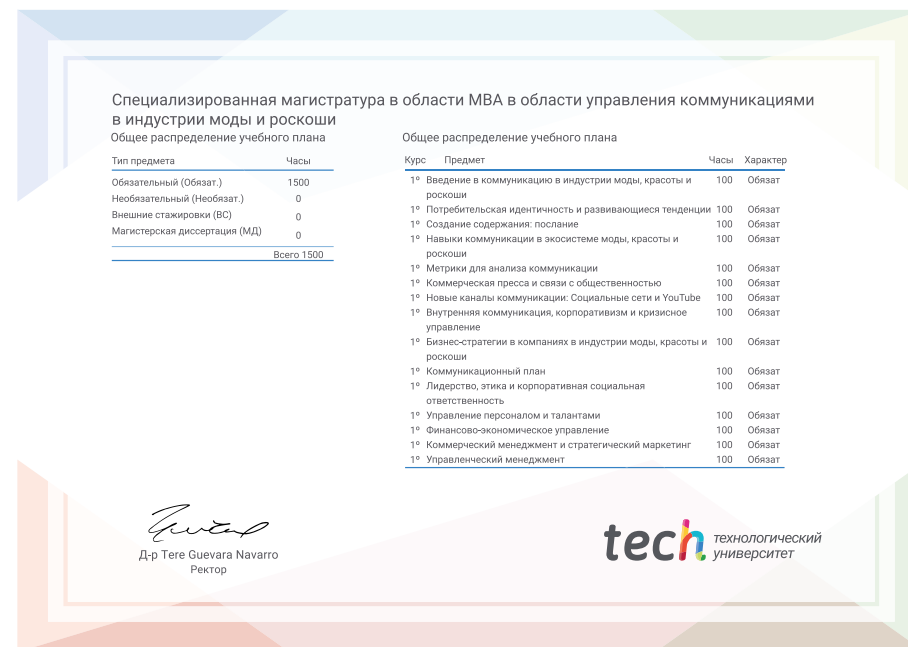 Специализированная магистратура в области MBA в области управления коммуникациями
в индустрии моды и роскоши
Общее распределение учебного плана
Тип предмета Часы
Обязательный (Обязат.) 1500
Необязательный (Необязат.) 0
Внешние стажировки (ВС) 0
Магистерская диссертация (МД) 0
Всего 1500
Общее распределение учебного плана
Курс Предмет Часы Характер
1º Введение в коммуникацию в индустрии моды, красоты и 100 Обязат
роскоши
1º Потребительская идентичность и развивающиеся тенденции 100 Обязат
1º Создание содержания: послание 100 Обязат
1º Навыки коммуникации в экосистеме моды, красоты и 100 Обязат
роскоши
1º Метрики для анализа коммуникации 100 Обязат
1º Коммерческая пресса и связи с общественностью 100 Обязат
1º Новые каналы коммуникации: Социальные сети и YouTube 100 Обязат
1º Внутренняя коммуникация, корпоративизм и кризисное 100 Обязат
управление
1º Бизнес-стратегии в компаниях в индустрии моды, красоты и 100 Обязат
роскоши
1º Коммуникационный план 100 Обязат
1º Лидерство, этика и корпоративная социальная 100 Обязат
ответственность
1º Управление персоналом и талантами 100 Обязат
1º Финансово-экономическое управление 100 Обязат
1º Коммерческий менеджмент и стратегический маркетинг 100 Обязат
1º Управленческий менеджмент 100 Обязат
Д-р Tere Guevara Navarro
Ректор
tech технологический
университет